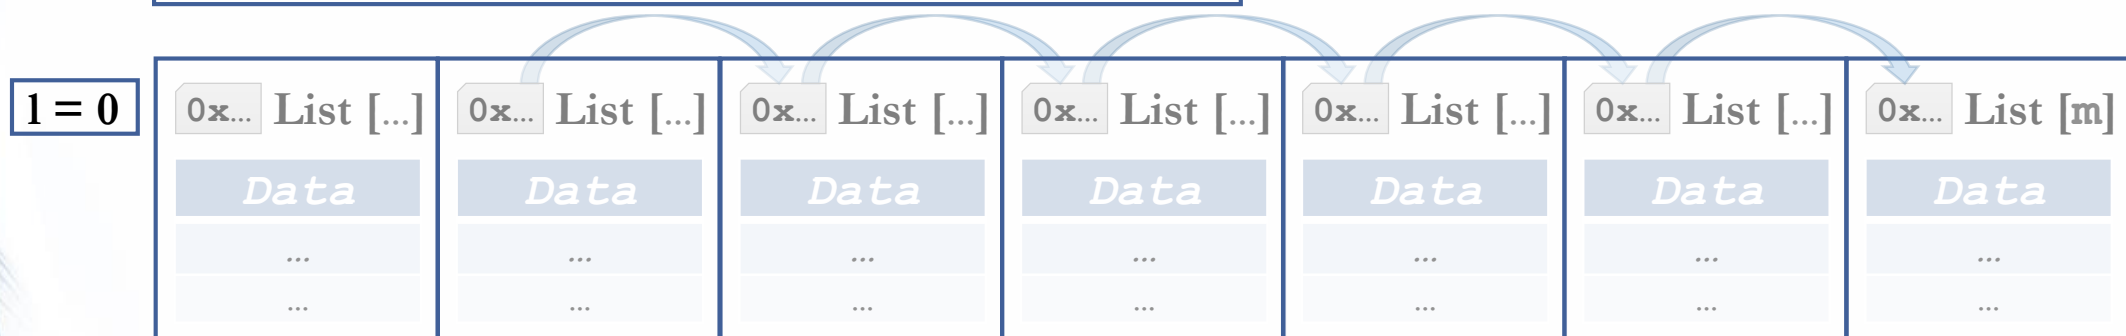 l = 0
0x... List [...] 0x... List [...] 0x... List [...] 0x... List [...] 0x... List [...] 0x... List [...] 0x... List [m]
Data Data Data Data Data Data Data
... ... ... ... ... ... ...
... ... ... ... ... ... ...